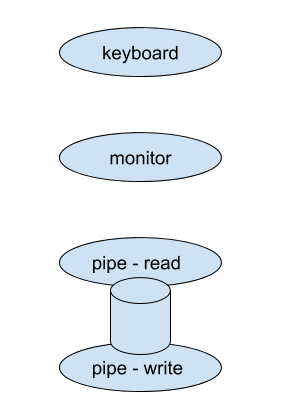 keyboard
monitor
pipe - read
pipe - write